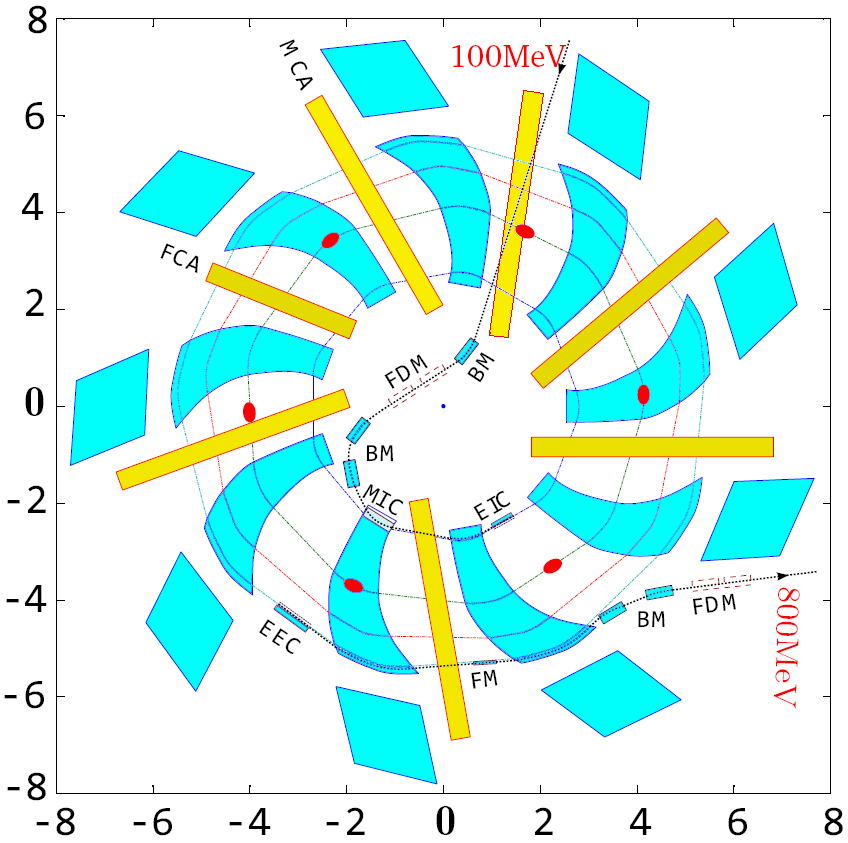 8
6
4
2
0
-2
-4
-6
-8
-8
-6
-4
-2
0
2
4
6
8
MCA
100MeV
FCA
FDM
BM
BM
MIC
EIC
EEC
FM
BM
FDM
800MeV